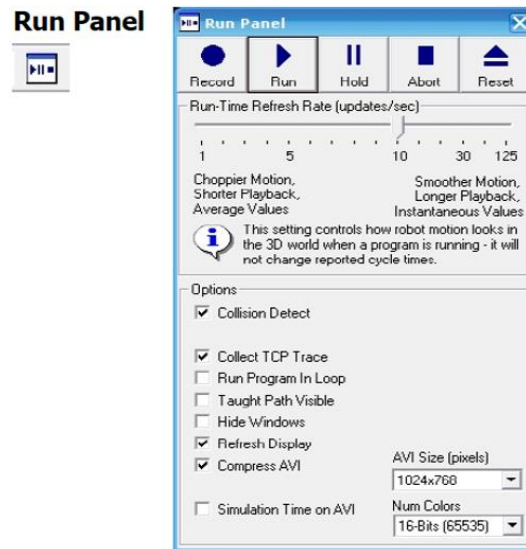 Run Panel
Run Panel
Record Run Hold Abort Reset
Run-Time Refresh Rate (updates/sec)
1 5 10 30 125
Choppier Motion,
Shorter Playback,
Average Values
Smoother Motion,
Longer Playback,
Instantaneous Values
This setting controls how robot motion looks in
the 3D world when a program is running - it will
not change reported cycle times.
Options
Collision Detect
Collect TCP Trace
Run Program In Loop
Taught Path Visible
Hide Windows
Refresh Display
Compress AVI
AVI Size (pixels)
1024x768
Simulation Time on AVI
Num Colors
16-Bits (65535)